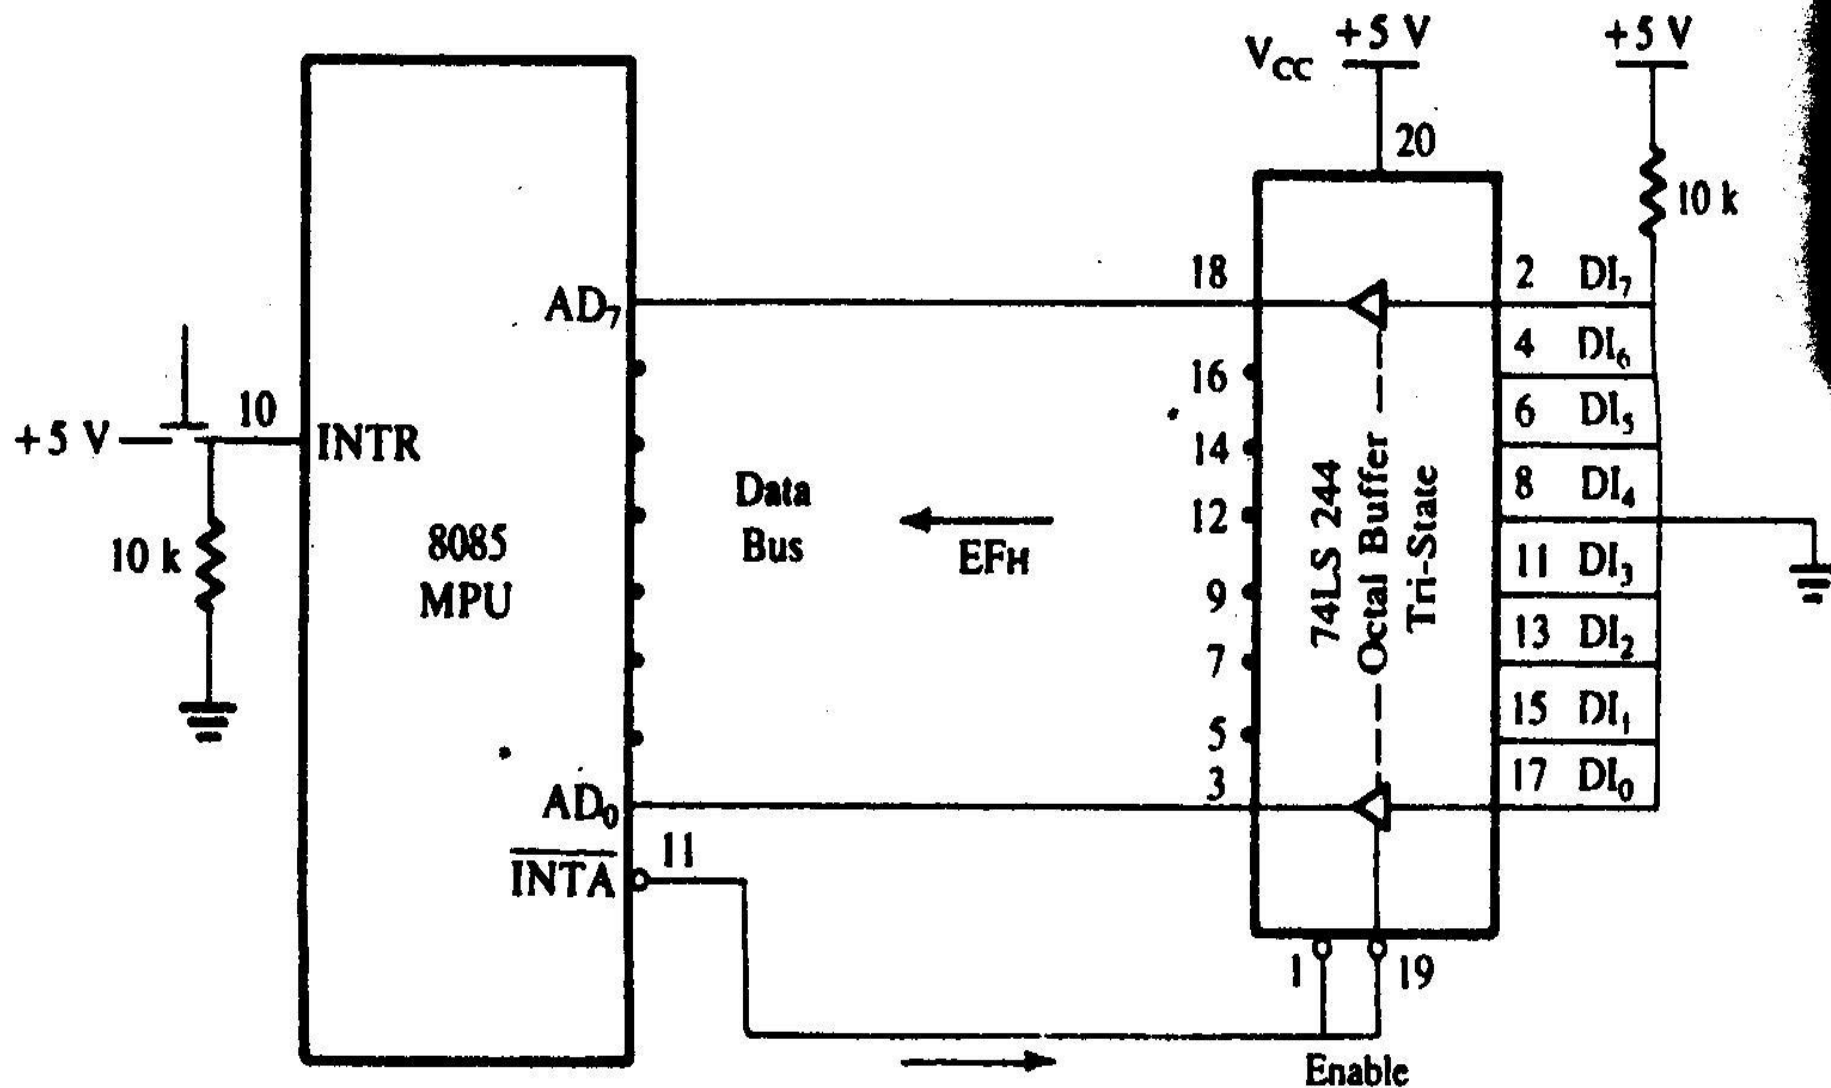 V_CC +5 V
+5 V
20
10 k
18
2 DI₇
AD₇
4 DI₆
16
6 DI₅
10
+5 V
INTR
14
8 DI₄
Data
Bus
12
EFH
8085
MPU
10 k
11 DI₃
9
74LS 244
Octal Buffer
Tri-State
13 DI₂
7
15 DI₁
5
17 DI₀
3
AD₀
11
I̅N̅T̅A̅
1
19
Enable